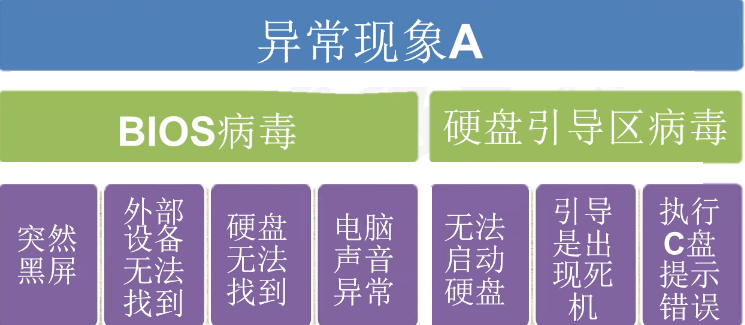 异常现象A
BIOS病毒
硬盘引导区病毒
突然
黑屏
外部
设备
无法
找到
硬盘
无法
找到
电脑
声音
异常
无法
启动
硬盘
引导
是出
现死
机
执行
C盘
提示
错误